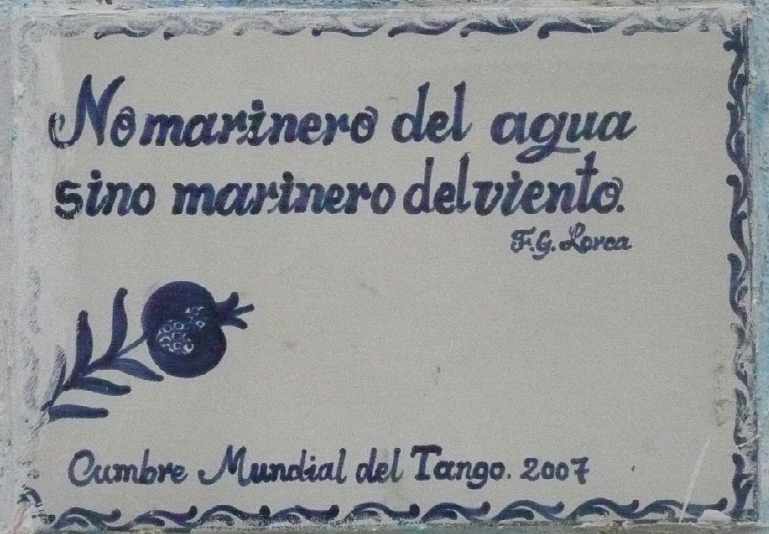 No marinero del agua
sino marinero del viento.
F.G. Lorca
Cumbre Mundial del Tango. 2007